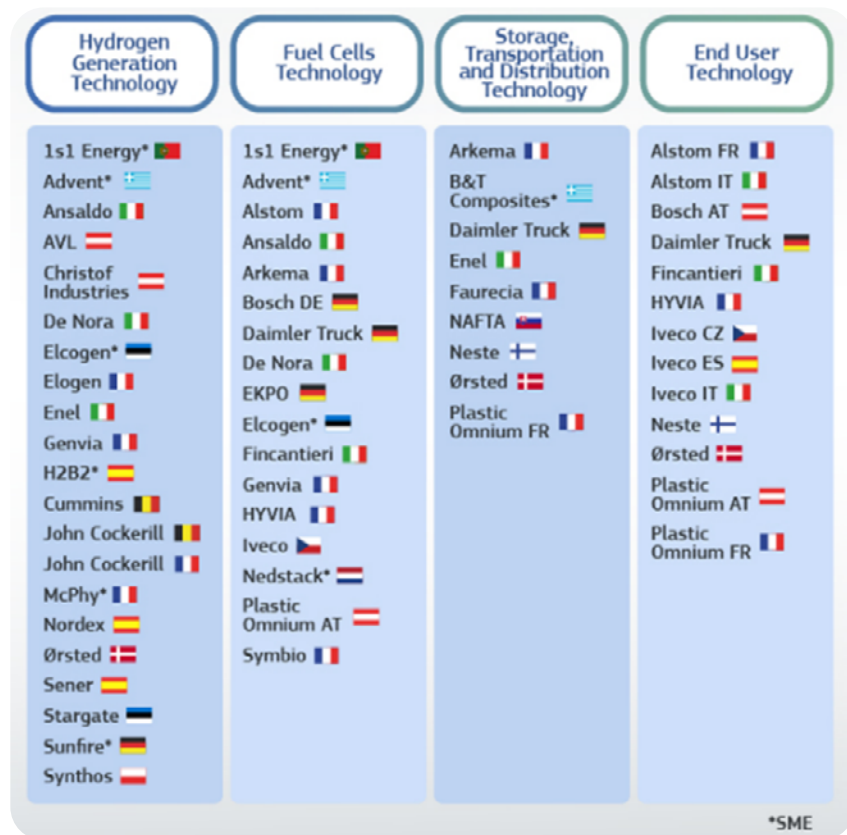 Hydrogen
Generation
Technology
Fuel Cells
Technology
Storage,
Transportation
and Distribution
Technology
End User
Technology
1s1 Energy*
Advent*
Ansaldo
AVL
Christof
Industries
De Nora
Elcogen*
Elogen
Enel
Genvia
H2B2*
Cummins
John Cockerill
John Cockerill
McPhy*
Nordex
Ørsted
Sener
Stargate
Sunfire*
Synthos
1s1 Energy*
Advent*
Alstom
Ansaldo
Arkema
Bosch DE
Daimler Truck
De Nora
EKPO
Elcogen*
Fincantieri
Genvia
HYVIA
Iveco
Nedstack*
Plastic
Omnium AT
Symbio
Arkema
B&T
Composites*
Daimler Truck
Enel
Faurecia
NAFTA
Neste
Ørsted
Plastic
Omnium FR
Alstom FR
Alstom IT
Bosch AT
Daimler Truck
Fincantieri
HYVIA
Iveco CZ
Iveco ES
Iveco IT
Neste
Ørsted
Plastic
Omnium AT
Plastic
Omnium FR
*SME